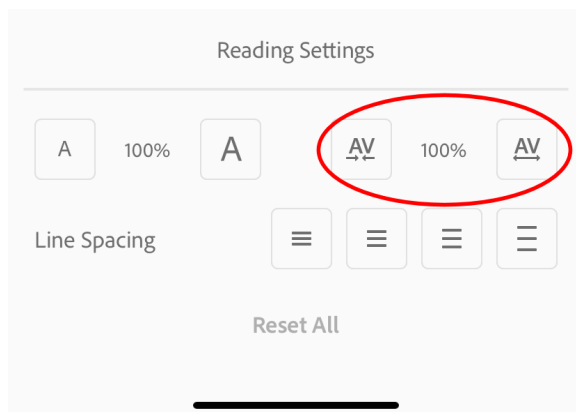 Reading Settings
A 100% A AV 100% AV
Line Spacing
Reset All